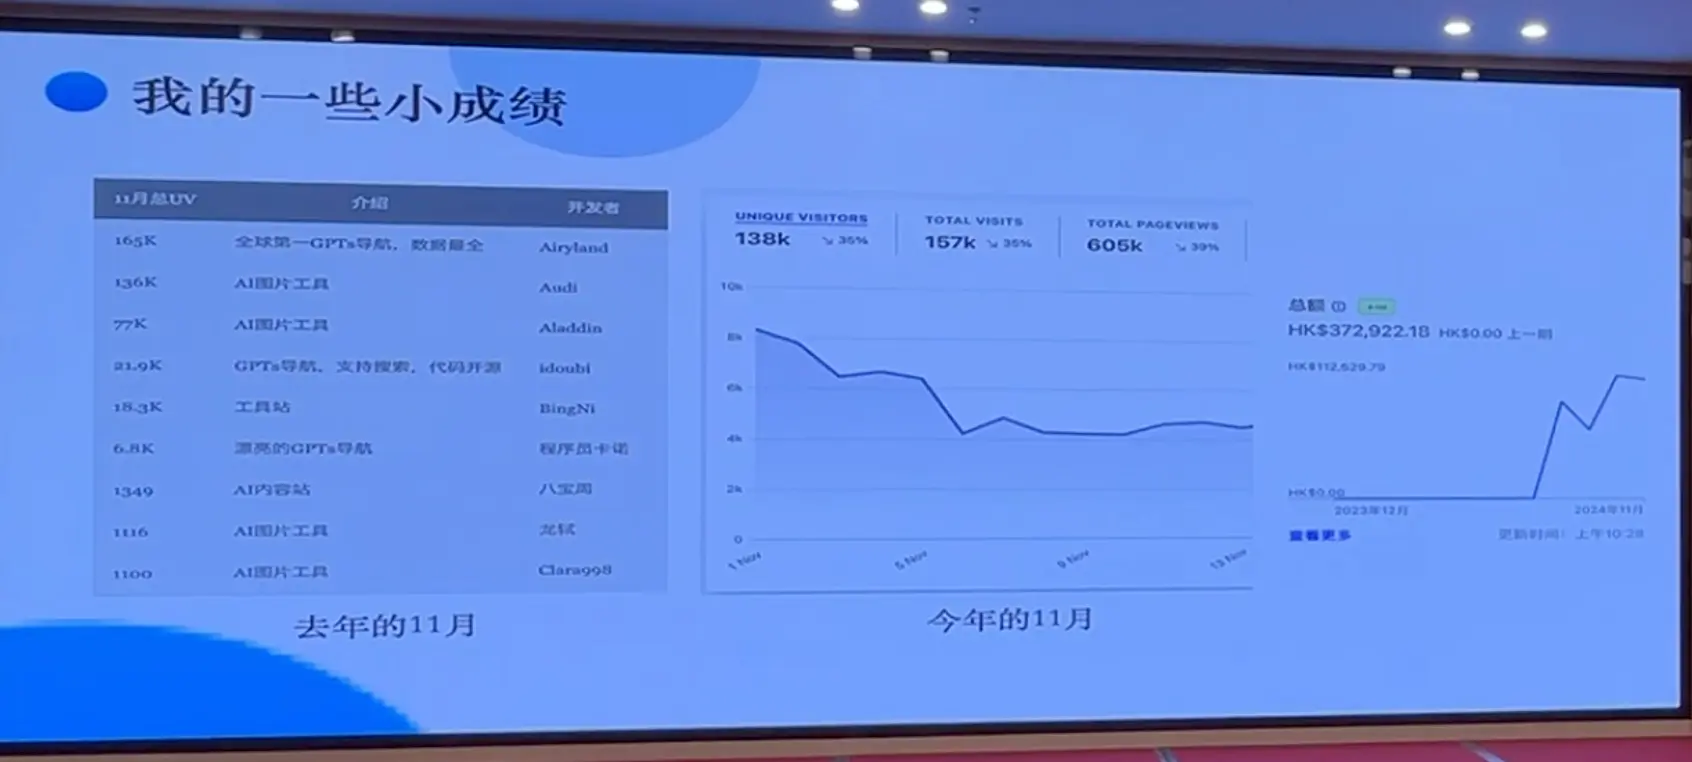 我的一些小成绩
11月总UV 介绍 开发者
165K 全球第一GPTs导航，数据最全 Airyland
136K AI图片工具 Audi
77K AI图片工具 Aladdin
21.9K GPTs导航，支持搜索，代码开源 idoubi
18.3K 工具站 BingNi
6.8K 漂亮的GPTs导航 程序员卡诺
1349 AI内容站 八宝周
1116 AI图片工具 龙轼
1100 AI图片工具 Clara998
去年的11月
UNIQUE VISITORS TOTAL VISITS TOTAL PAGEVIEWS
138k ↘ 35% 157k ↘ 35% 605k ↘ 39%
10k
8k
6k
4k
2k
0
1 Nov 5 Nov 9 Nov 13 Nov
今年的11月
总额
HK$372,922.18 HK$0.00 上一期
HK$112,529.79
HK$0.00
2023年12月 2024年11月
查看更多 更新时间：上午10:28